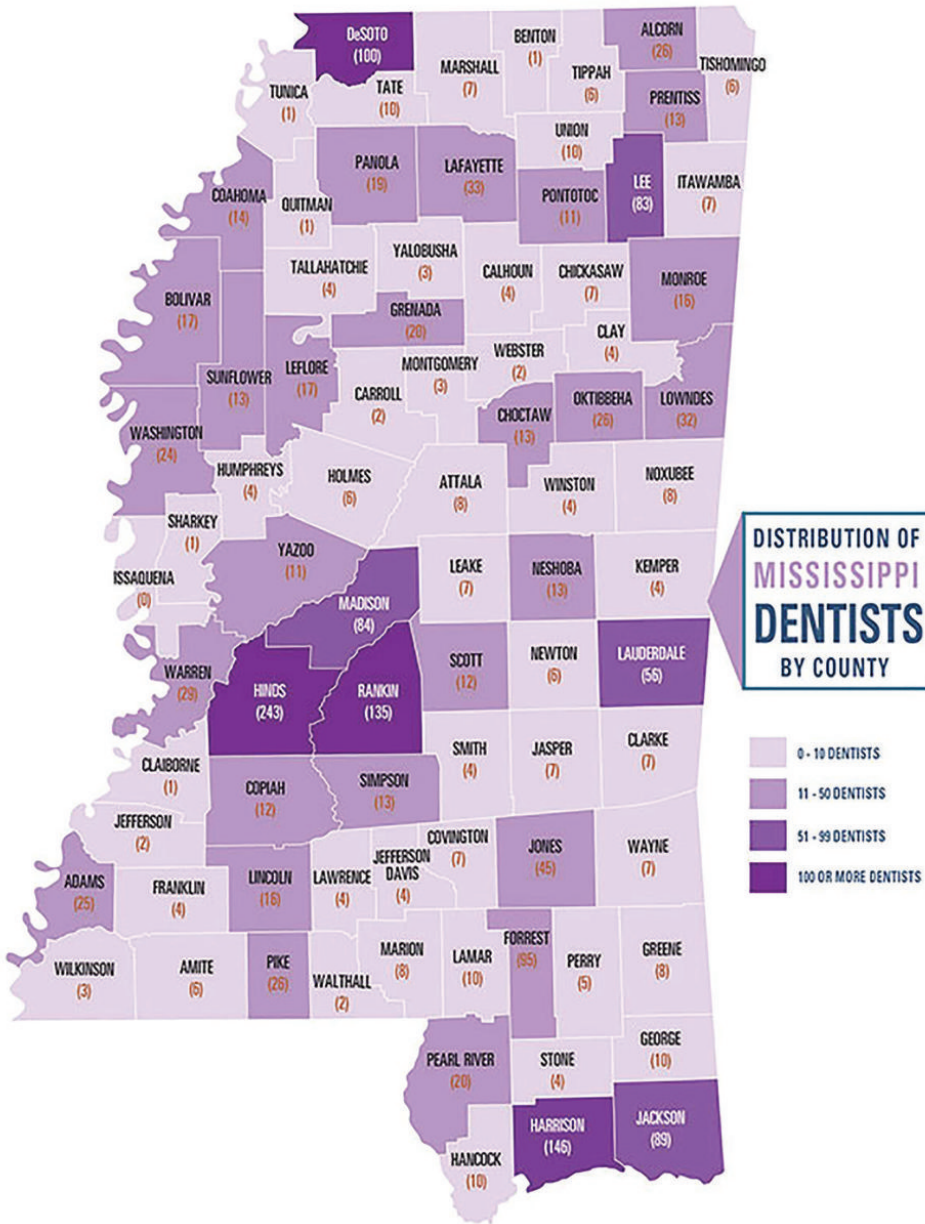 DeSOTO
(100)
TUNICA
(1)
TATE
(10)
MARSHALL
(7)
BENTON
(1)
TIPPAH
(6)
ALCORN
(26)
TISHOMINGO
(6)
PRENTISS
(13)
UNION
(10)
PANOLA
(19)
LAFAYETTE
(33)
COAHOMA
(14)
QUITMAN
(1)
PONTOTOC
(11)
LEE
(83)
ITAWAMBA
(7)
TALLAHATCHIE
(4)
YALOBUSHA
(3)
CALHOUN
(4)
CHICKASAW
(7)
MONROE
(16)
BOLIVAR
(17)
GRENADA
(20)
CLAY
(4)
SUNFLOWER
(13)
LEFLORE
(17)
CARROLL
(2)
MONTGOMERY
(3)
WEBSTER
(2)
CHOCTAW
(13)
OKTIBBEHA
(26)
LOWNDES
(32)
WASHINGTON
(24)
HUMPHREYS
(4)
HOLMES
(6)
ATTALA
(8)
WINSTON
(4)
NOXUBEE
(8)
SHARKEY
(1)
ISSAQUENA
(0)
YAZOO
(11)
LEAKE
(7)
NESHOBA
(13)
KEMPER
(4)
MADISON
(84)
WARREN
(29)
HINDS
(243)
RANKIN
(135)
SCOTT
(12)
NEWTON
(6)
LAUDERDALE
(56)
CLAIBORNE
(1)
COPIAH
(12)
SIMPSON
(13)
SMITH
(4)
JASPER
(7)
CLARKE
(7)
JEFFERSON
(2)
ADAMS
(25)
FRANKLIN
(4)
LINCOLN
(16)
LAWRENCE
(4)
JEFFERSON
DAVIS
(4)
COVINGTON
(7)
JONES
(45)
WAYNE
(7)
WILKINSON
(3)
AMITE
(6)
PIKE
(26)
WALTHALL
(2)
MARION
(8)
LAMAR
(10)
FORREST
(95)
PERRY
(5)
GREENE
(8)
PEARL RIVER
(20)
STONE
(4)
GEORGE
(10)
HANCOCK
(10)
HARRISON
(146)
JACKSON
(89)
DISTRIBUTION OF
MISSISSIPPI
DENTISTS
BY COUNTY
0 - 10 DENTISTS
11 - 50 DENTISTS
51 - 99 DENTISTS
100 OR MORE DENTISTS